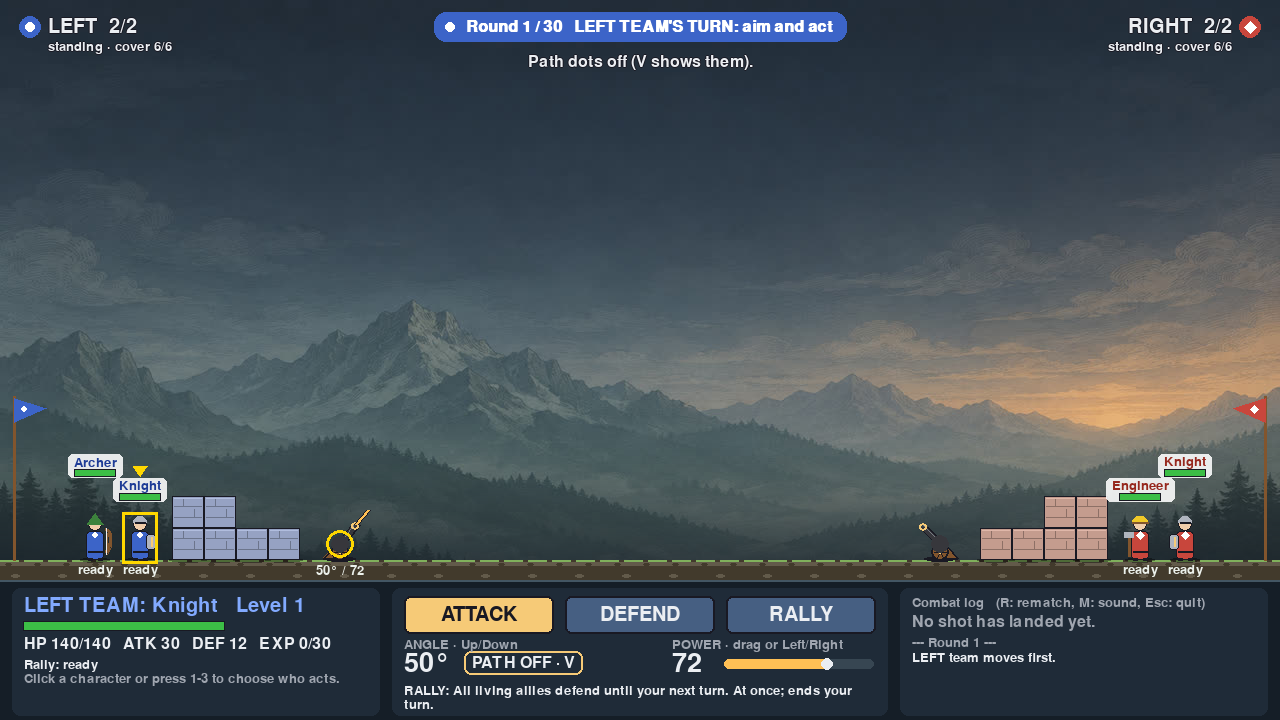 LEFT 2/2
standing · cover 6/6
Round 1 / 30 LEFT TEAM'S TURN: aim and act
Path dots off (V shows them).
RIGHT 2/2
standing · cover 6/6
Archer
Knight
Knight
Engineer
ready
ready
50° / 72
ready
ready
LEFT TEAM: Knight Level 1
HP 140/140 ATK 30 DEF 12 EXP 0/30
Rally: ready
Click a character or press 1-3 to choose who acts.
ATTACK
DEFEND
RALLY
ANGLE · Up/Down
POWER · drag or Left/Right
50°
PATH OFF · V
72
RALLY: All living allies defend until your next turn. At once; ends your
turn.
Combat log (R: rematch, M: sound, Esc: quit)
No shot has landed yet.
--- Round 1 ---
LEFT team moves first.